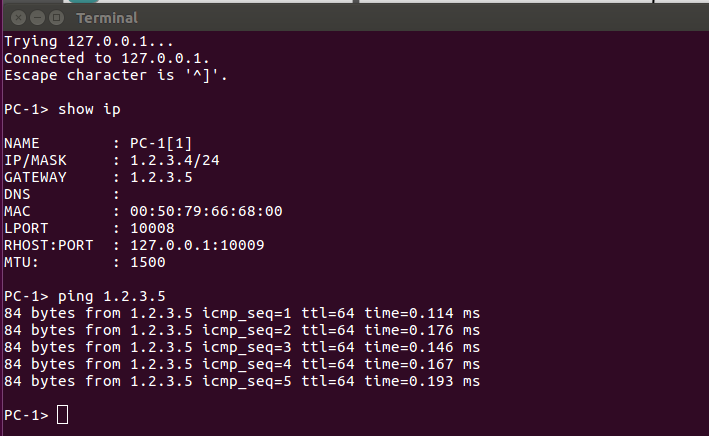 Terminal
Trying 127.0.0.1...
Connected to 127.0.0.1.
Escape character is '^]'.
PC-1> show ip
NAME        : PC-1[1]
IP/MASK     : 1.2.3.4/24
GATEWAY     : 1.2.3.5
DNS         :
MAC         : 00:50:79:66:68:00
LPORT       : 10008
RHOST:PORT  : 127.0.0.1:10009
MTU:        : 1500
PC-1> ping 1.2.3.5
84 bytes from 1.2.3.5 icmp_seq=1 ttl=64 time=0.114 ms
84 bytes from 1.2.3.5 icmp_seq=2 ttl=64 time=0.176 ms
84 bytes from 1.2.3.5 icmp_seq=3 ttl=64 time=0.146 ms
84 bytes from 1.2.3.5 icmp_seq=4 ttl=64 time=0.167 ms
84 bytes from 1.2.3.5 icmp_seq=5 ttl=64 time=0.193 ms
PC-1>